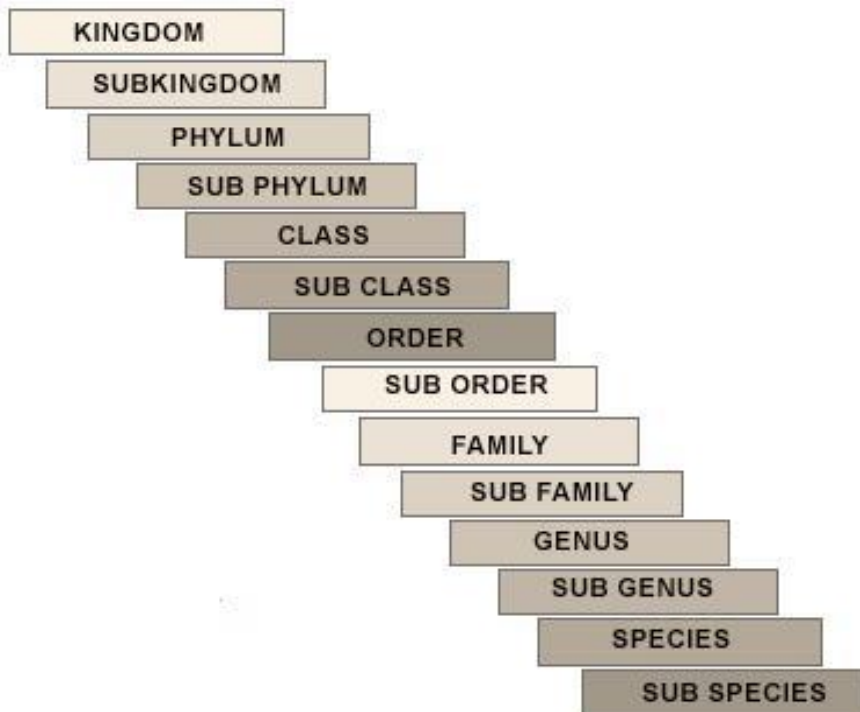 KINGDOM
SUBKINGDOM
PHYLUM
SUB PHYLUM
CLASS
SUB CLASS
ORDER
SUB ORDER
FAMILY
SUB FAMILY
GENUS
SUB GENUS
SPECIES
SUB SPECIES